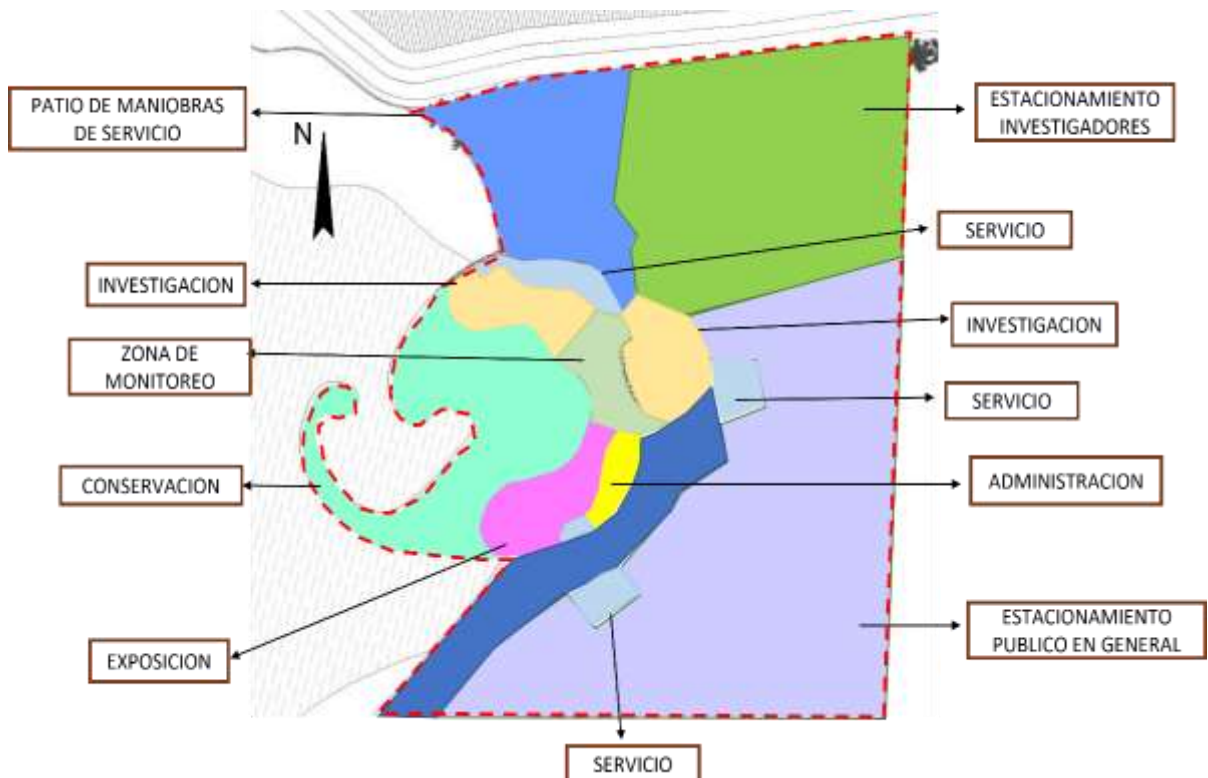 PATIO DE MANIOBRAS
DE SERVICIO
N
ESTACIONAMIENTO
INVESTIGADORES
SERVICIO
INVESTIGACION
INVESTIGACION
ZONA DE
MONITOREO
SERVICIO
CONSERVACION
ADMINISTRACION
EXPOSICION
ESTACIONAMIENTO
PUBLICO EN GENERAL
SERVICIO